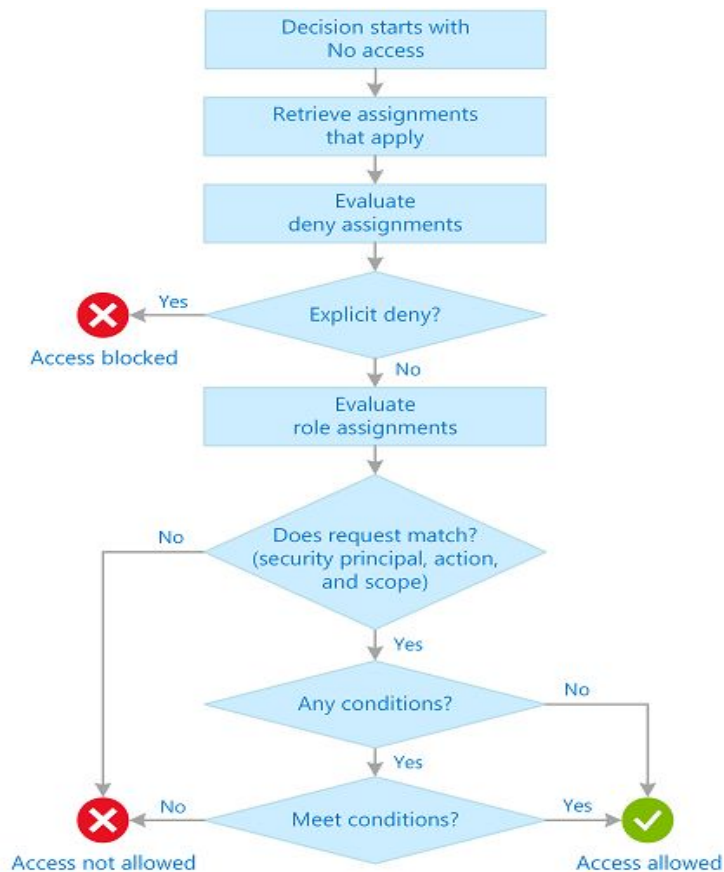 Decision starts with
No access
Retrieve assignments
that apply
Evaluate
deny assignments
Yes
Explicit deny?
Access blocked
No
Evaluate
role assignments
No
Does request match?
(security principal, action,
and scope)
Yes
Any conditions?
No
Yes
No
Meet conditions?
Yes
Access not allowed
Access allowed